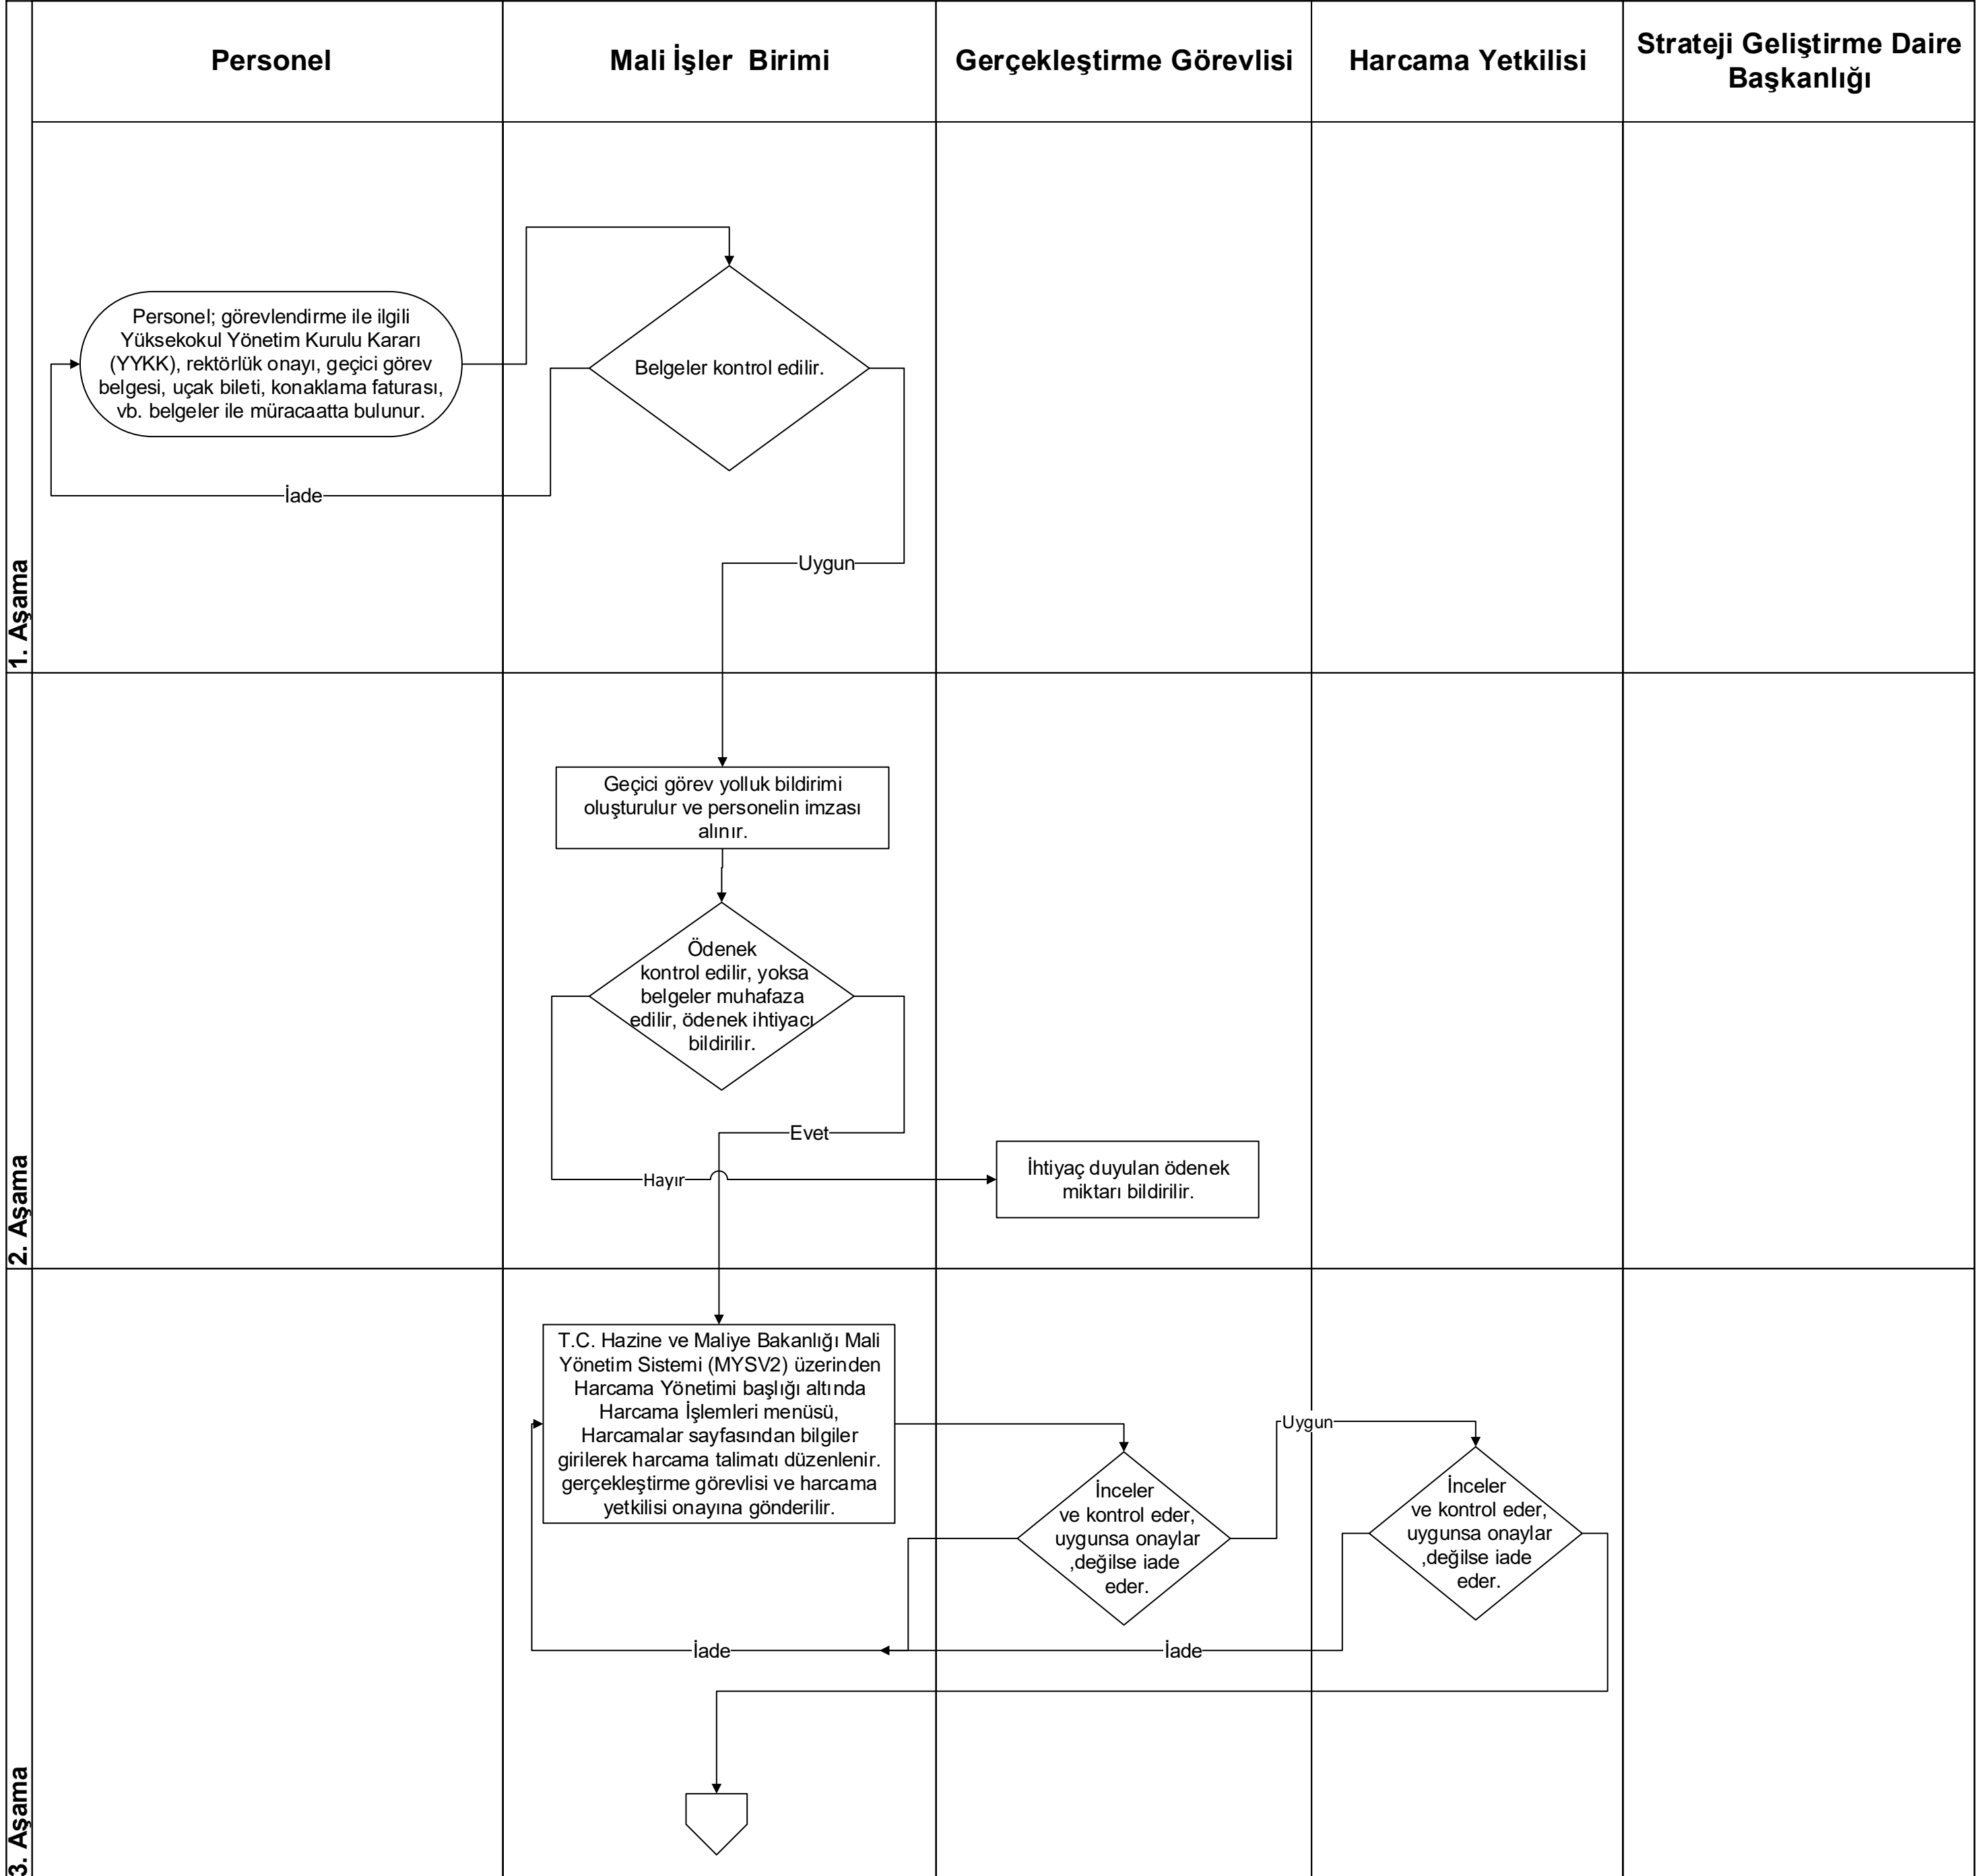 Personel
Mali İşler Birimi
Gerçekleştirme Görevlisi
Harcama Yetkilisi
Strateji Geliştirme Daire
Başkanlığı
1. Aşama
Personel; görevlendirme ile ilgili
Yüksekokul Yönetim Kurulu Kararı
(YYKK), rektörlük onayı, geçici görev
belgesi, uçak bileti, konaklama faturası,
vb. belgeler ile müracaatta bulunur.
Belgeler kontrol edilir.
İade
Uygun
2. Aşama
Geçici görev yolluk bildirimi
oluşturulur ve personelin imzası
alınır.
Ödenek
kontrol edilir, yoksa
belgeler muhafaza
edilir, ödenek ihtiyacı
bildirilir.
Evet
Hayır
İhtiyaç duyulan ödenek
miktarı bildirilir.
3. Aşama
T.C. Hazine ve Maliye Bakanlığı Mali
Yönetim Sistemi (MYSV2) üzerinden
Harcama Yönetimi başlığı altında
Harcama İşlemleri menüsü,
Harcamalar sayfasından bilgiler
girilerek harcama talimatı düzenlenir.
gerçekleştirme görevlisi ve harcama
yetkilisi onayına gönderilir.
İnceler
ve kontrol eder,
uygunsa onaylar
,değilse iade
eder.
Uygun
İnceler
ve kontrol eder,
uygunsa onaylar
,değilse iade
eder.
İade
İade